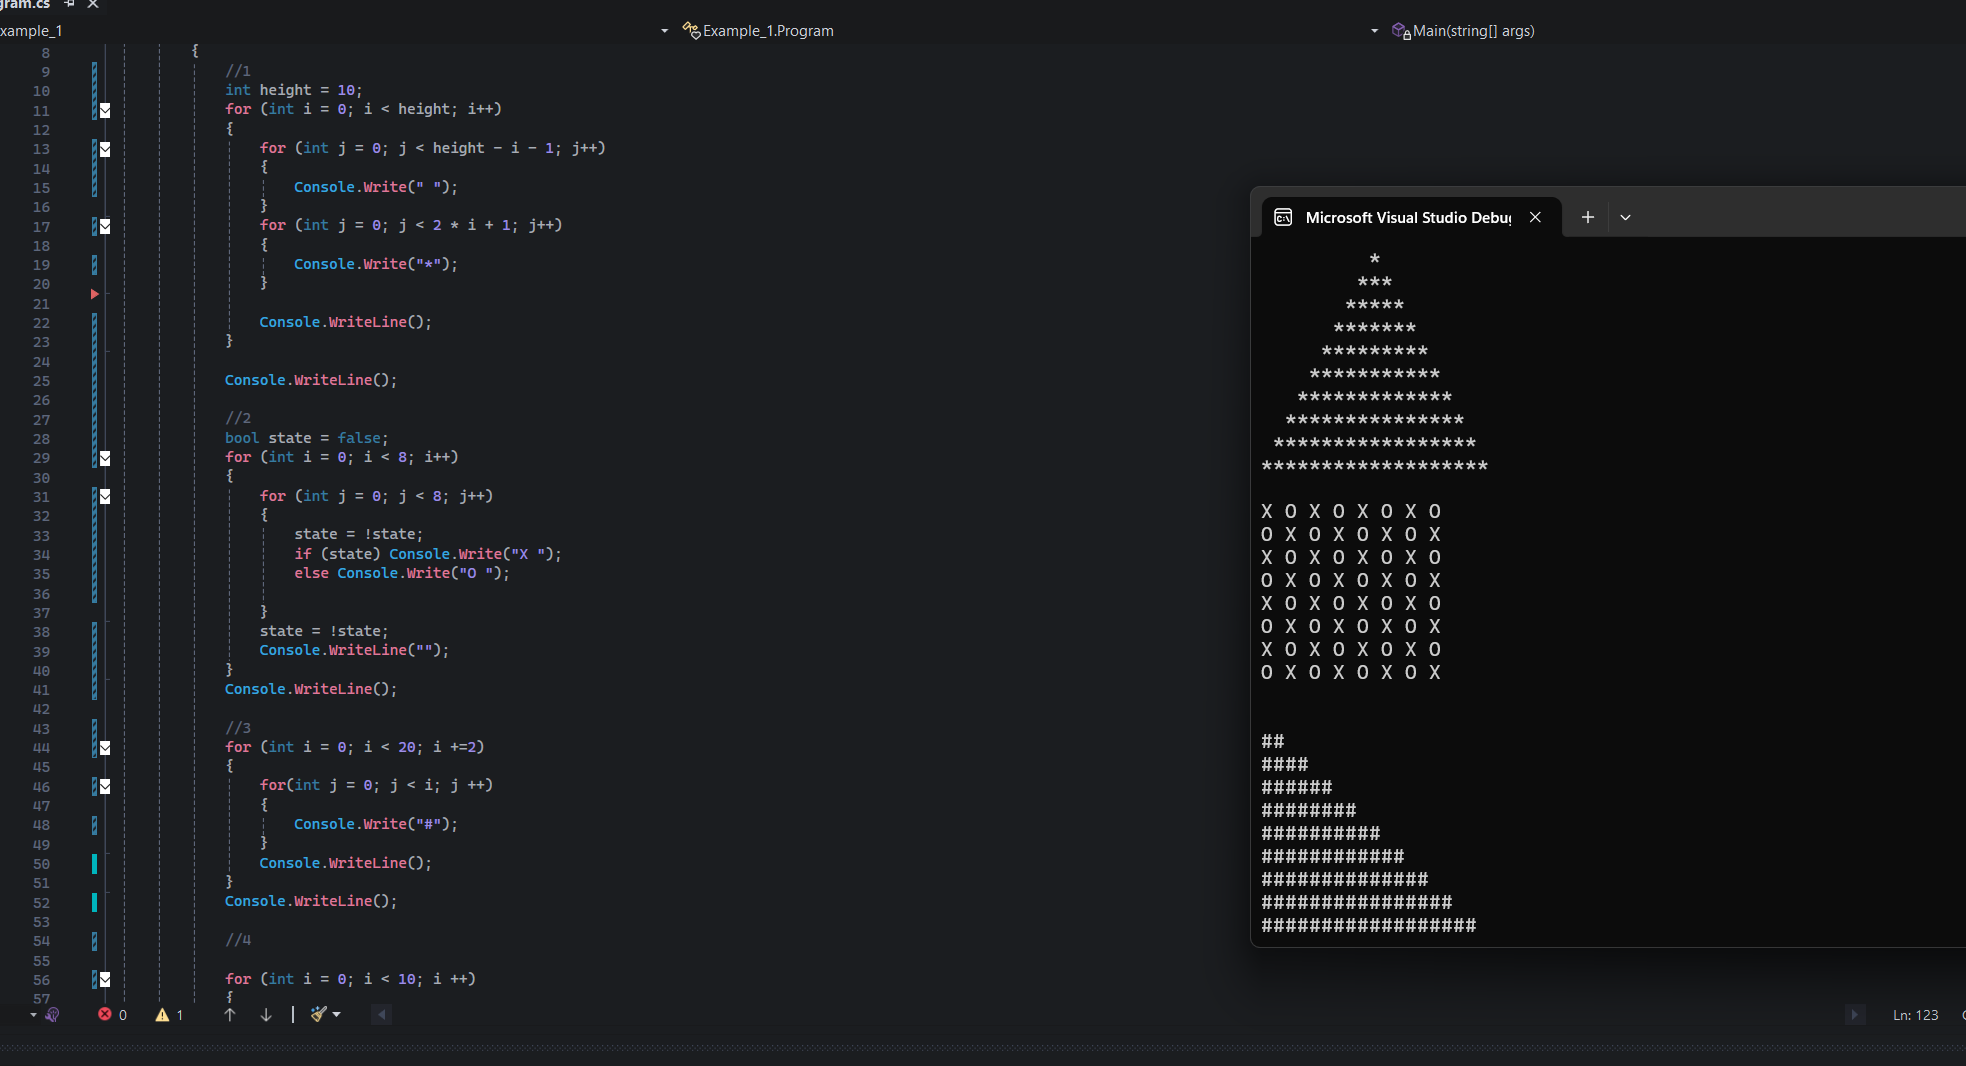 gram.cs
xample_1
Example_1.Program
Main(string[] args)
8 {
9 //1
10 int height = 10;
11 for (int i = 0; i < height; i++)
12 {
13 for (int j = 0; j < height - i - 1; j++)
14 {
15 Console.Write(" ");
16 }
17 for (int j = 0; j < 2 * i + 1; j++)
18 {
19 Console.Write("*");
20 }
21
22 Console.WriteLine();
23 }
24
25 Console.WriteLine();
26
27 //2
28 bool state = false;
29 for (int i = 0; i < 8; i++)
30 {
31 for (int j = 0; j < 8; j++)
32 {
33 state = !state;
34 if (state) Console.Write("X ");
35 else Console.Write("O ");
36
37 }
38 state = !state;
39 Console.WriteLine("");
40 }
41 Console.WriteLine();
42
43 //3
44 for (int i = 0; i < 20; i +=2)
45 {
46 for(int j = 0; j < i; j ++)
47 {
48 Console.Write("#");
49 }
50 Console.WriteLine();
51 }
52 Console.WriteLine();
53
54 //4
55
56 for (int i = 0; i < 10; i ++)
57 {
0
1
Ln: 123
Microsoft Visual Studio Debug
*
***
*****
*******
*********
***********
*************
***************
*****************
*******************
X O X O X O X O
O X O X O X O X
X O X O X O X O
O X O X O X O X
X O X O X O X O
O X O X O X O X
X O X O X O X O
O X O X O X O X
##
####
######
########
##########
############
##############
################
##################